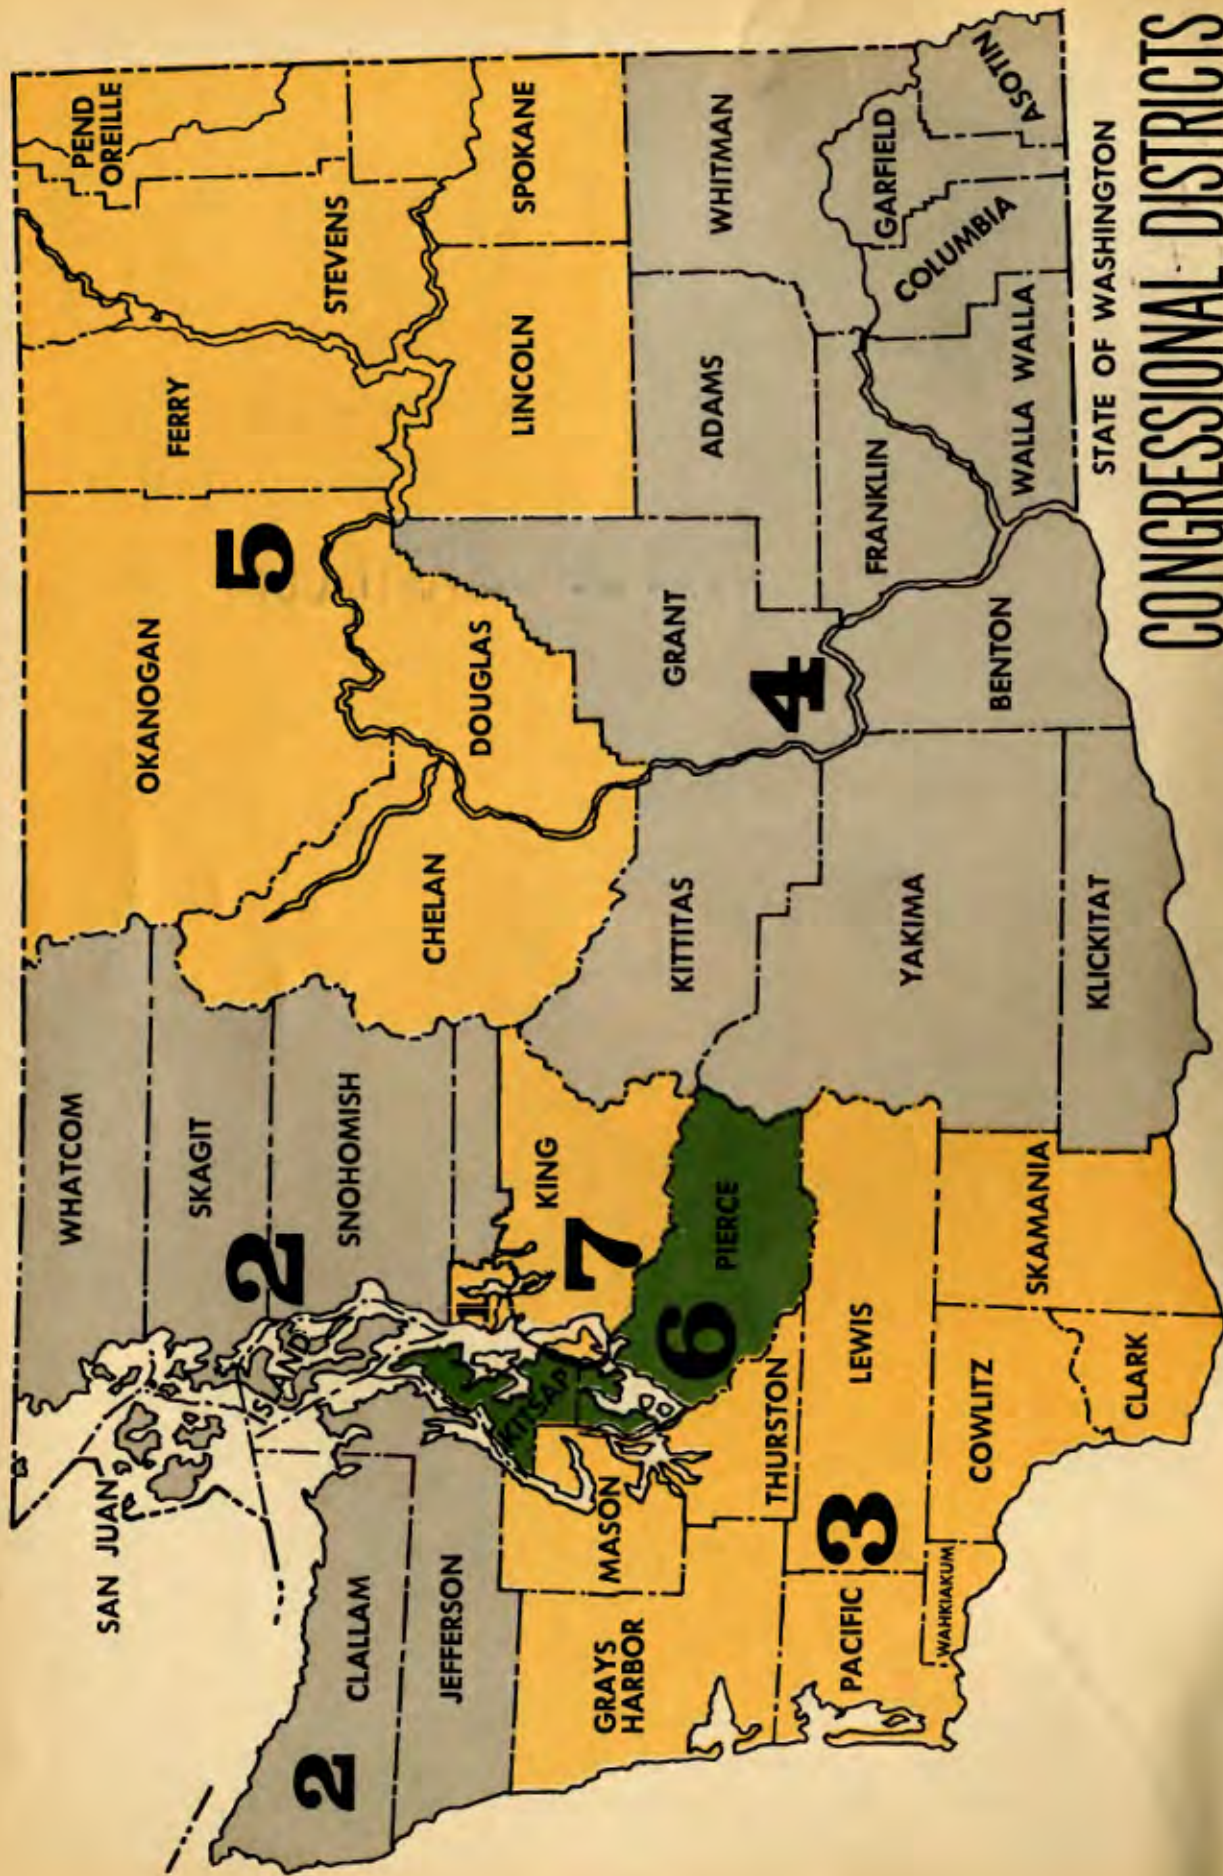 SAN JUAN
WHATCOM
OKANOGAN
FERRY
PEND
OREILLE
SKAGIT
STEVENS
5
2
ISLAND
SNOHOMISH
CLALLAM
2
CHELAN
DOUGLAS
LINCOLN
SPOKANE
JEFFERSON
1
KITSAP
KING
7
GRAYS
HARBOR
MASON
KITTITAS
GRANT
ADAMS
WHITMAN
6
PIERCE
4
THURSTON
3
LEWIS
PACIFIC
YAKIMA
FRANKLIN
GARFIELD
COLUMBIA
ASOTIN
WAHKIAKUM
COWLITZ
SKAMANIA
BENTON
WALLA WALLA
KLICKITAT
CLARK
STATE OF WASHINGTON
CONGRESSIONAL DISTRICTS